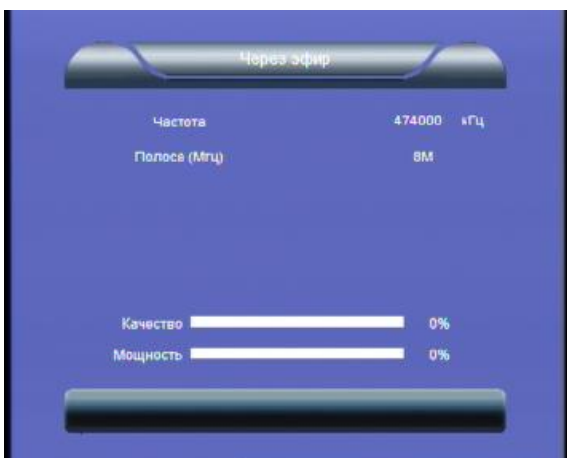 Через эфир
Частота 474000 кГц
Полоса (Мгц) 8M
Качество 0%
Мощность 0%